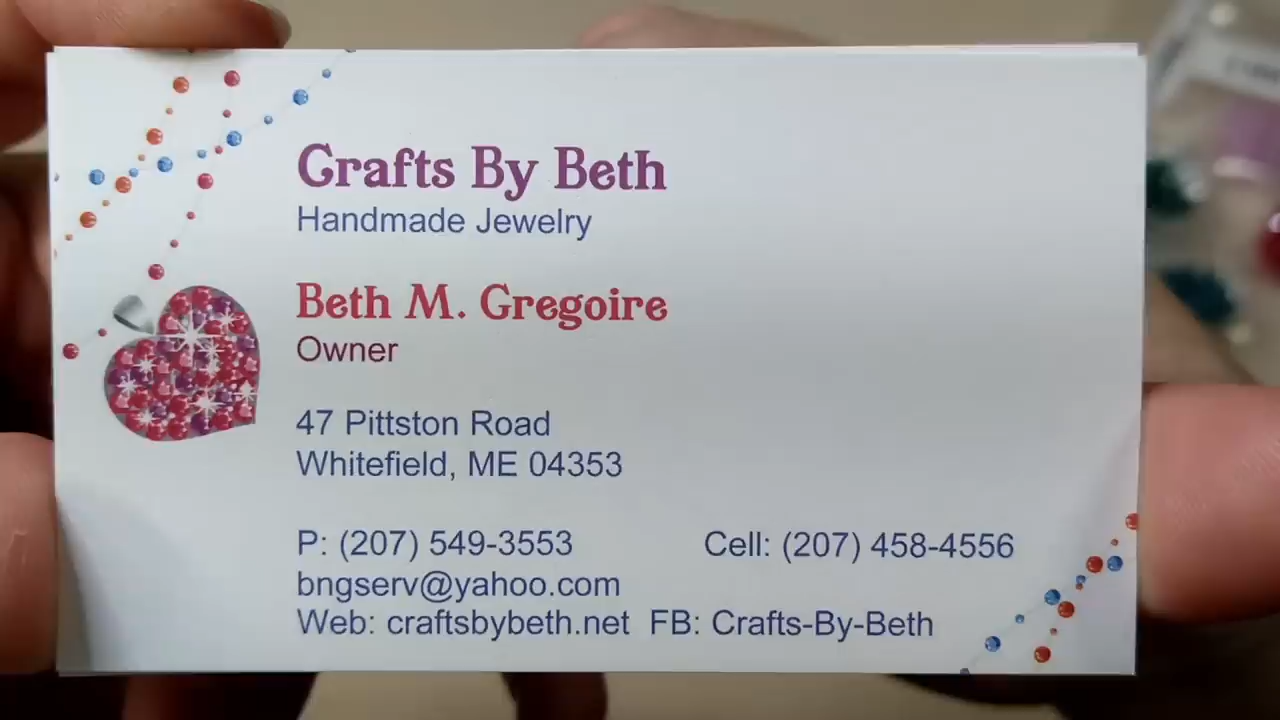 Crafts By Beth
Handmade Jewelry
Beth M. Gregoire
Owner
47 Pittston Road
Whitefield, ME 04353
P: (207) 549-3553 Cell: (207) 458-4556
bngserv@yahoo.com
Web: craftsbybeth.net FB: Crafts-By-Beth